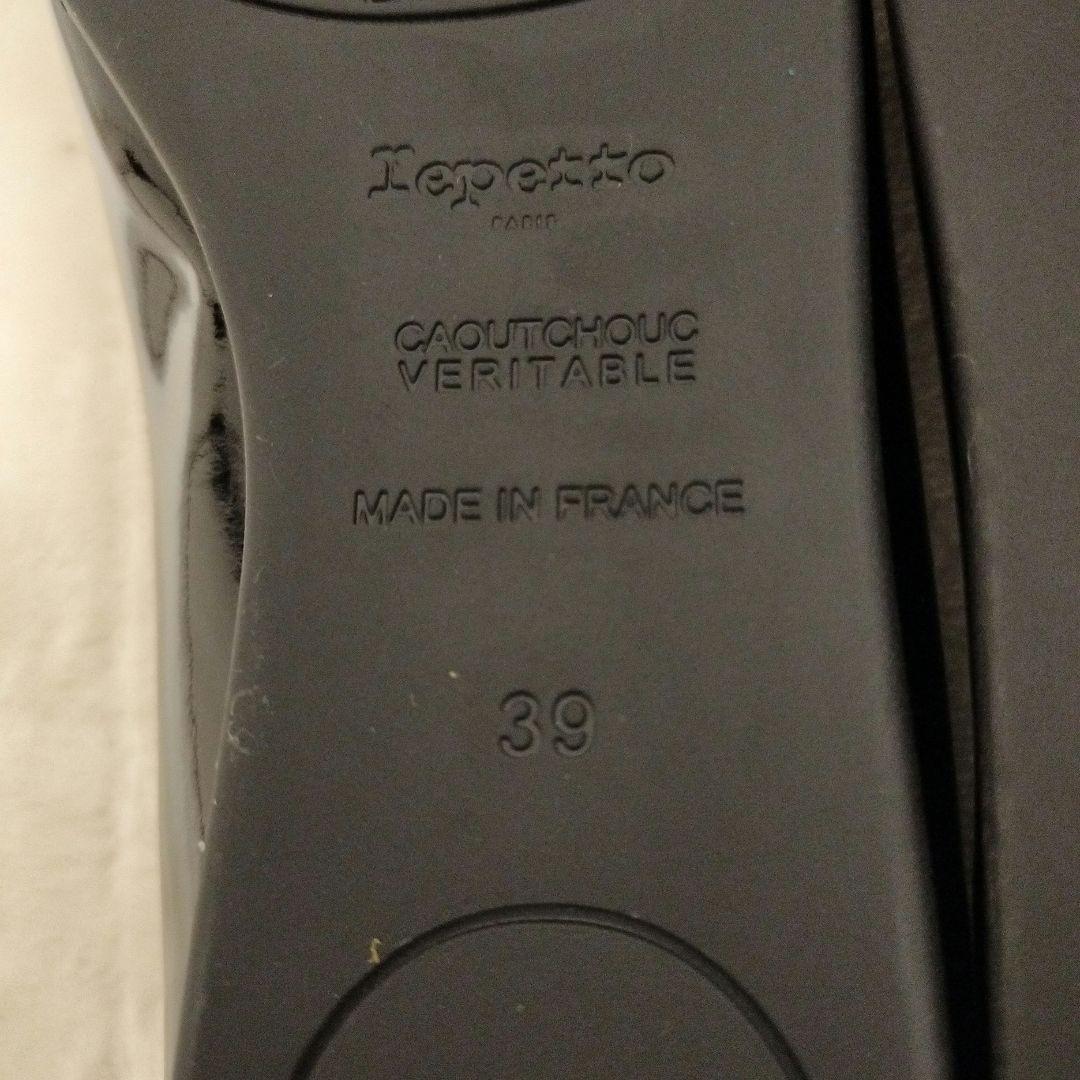 repetto
PARIS
CAOUTCHOUC
VERITABLE
MADE IN FRANCE
39